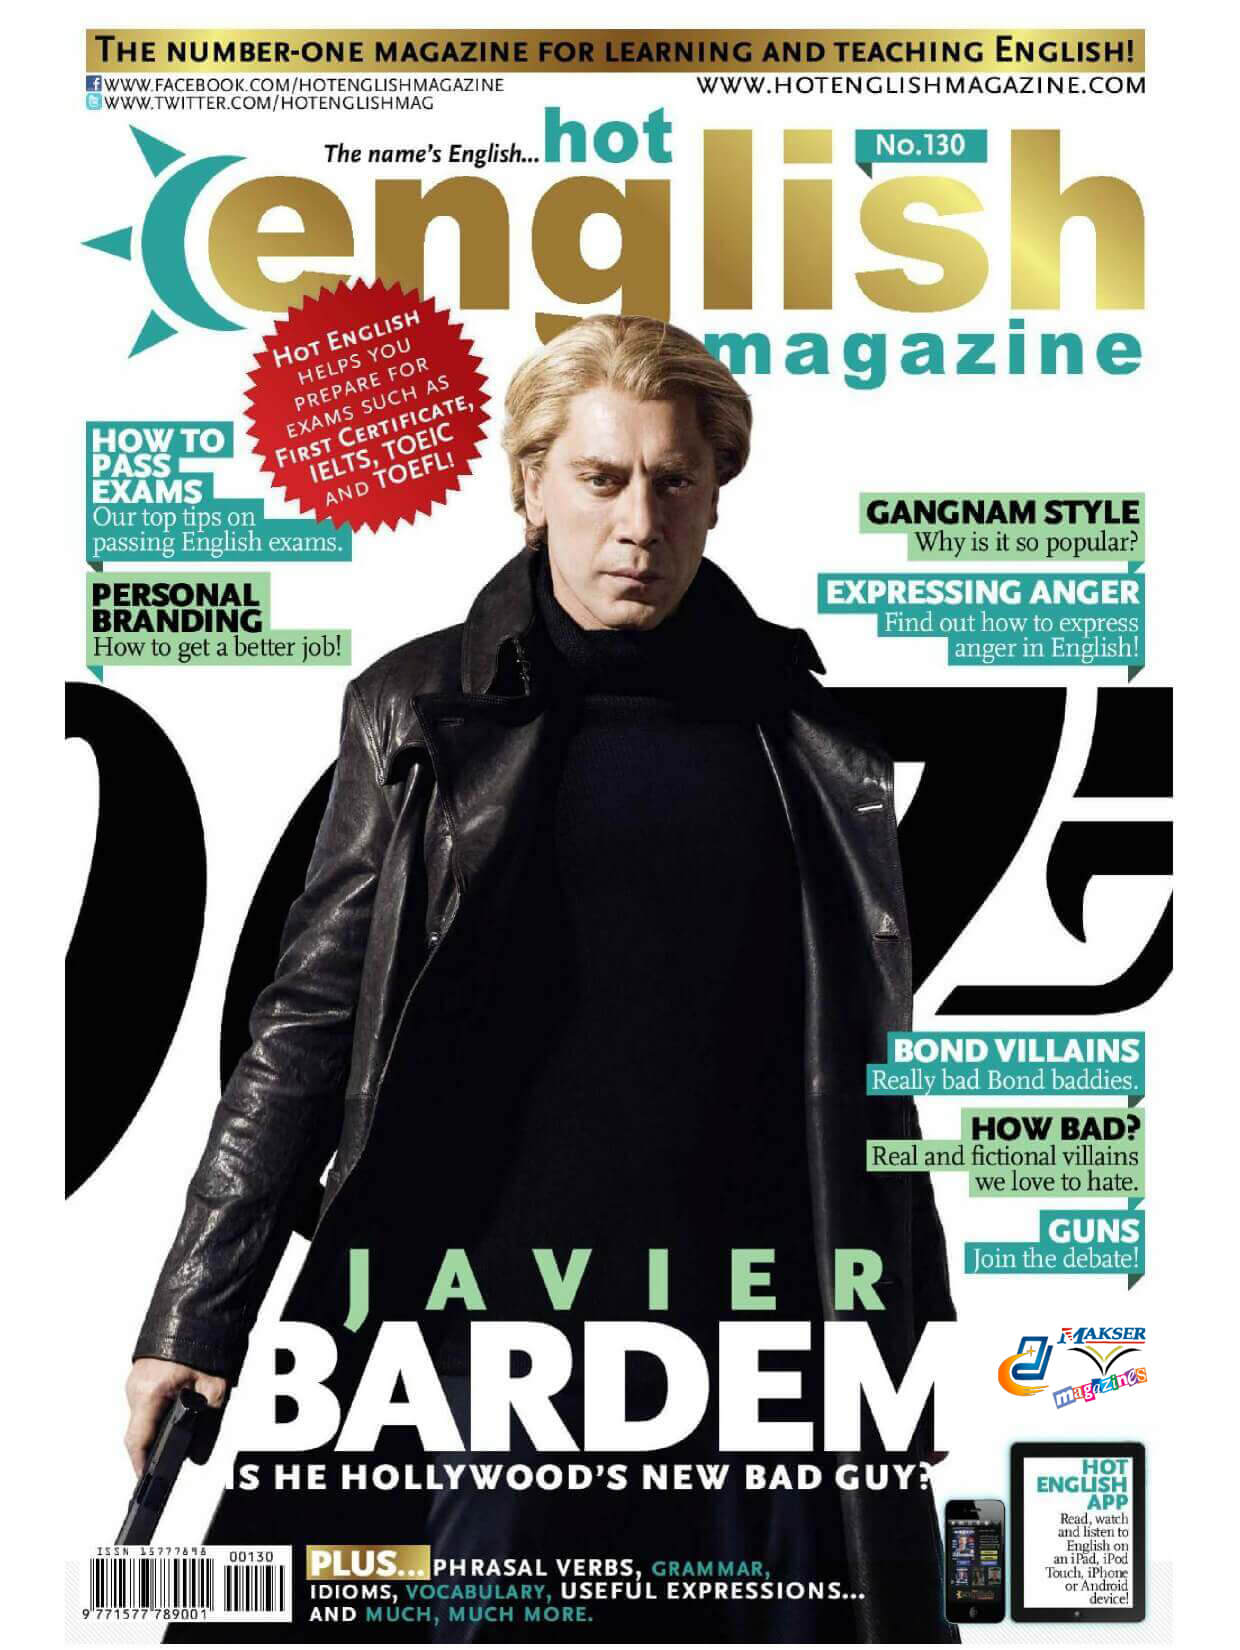 THE NUMBER-ONE MAGAZINE FOR LEARNING AND TEACHING ENGLISH!
WWW.FACEBOOK.COM/HOTENGLISHMAGAZINE
WWW.TWITTER.COM/HOTENGLISHMAG
WWW.HOTENGLISHMAGAZINE.COM
The name's English... hot
No.130
english
magazine
HOT ENGLISH
HELPS YOU
PREPARE FOR
EXAMS SUCH AS
FIRST CERTIFICATE,
IELTS, TOEIC
AND TOEFL!
HOW TO
PASS
EXAMS
Our top tips on
passing English exams.
PERSONAL
BRANDING
How to get a better job!
GANGNAM STYLE
Why is it so popular?
EXPRESSING ANGER
Find out how to express
anger in English!
007
BOND VILLAINS
Really bad Bond baddies.
HOW BAD?
Real and fictional villains
we love to hate.
GUNS
Join the debate!
JAVIER
BARDEM
IS HE HOLLYWOOD'S NEW BAD GUY?
MAKSER
magazines
HOT
ENGLISH
APP
Read, watch
and listen to
English on
an iPad, iPod
Touch, iPhone
or Android
device!
ISSN 15777898
00130
9 771577 789001
PLUS... PHRASAL VERBS, GRAMMAR,
IDIOMS, VOCABULARY, USEFUL EXPRESSIONS...
AND MUCH, MUCH MORE.